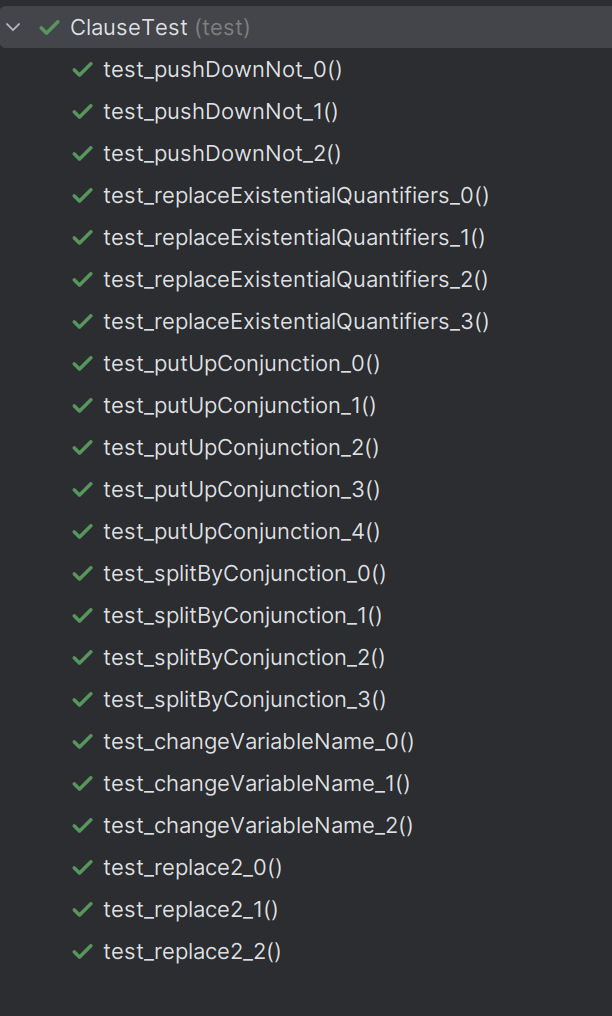 ClauseTest (test)
test_pushDownNot_0()
test_pushDownNot_1()
test_pushDownNot_2()
test_replaceExistentialQuantifiers_0()
test_replaceExistentialQuantifiers_1()
test_replaceExistentialQuantifiers_2()
test_replaceExistentialQuantifiers_3()
test_putUpConjunction_0()
test_putUpConjunction_1()
test_putUpConjunction_2()
test_putUpConjunction_3()
test_putUpConjunction_4()
test_splitByConjunction_0()
test_splitByConjunction_1()
test_splitByConjunction_2()
test_splitByConjunction_3()
test_changeVariableName_0()
test_changeVariableName_1()
test_changeVariableName_2()
test_replace2_0()
test_replace2_1()
test_replace2_2()